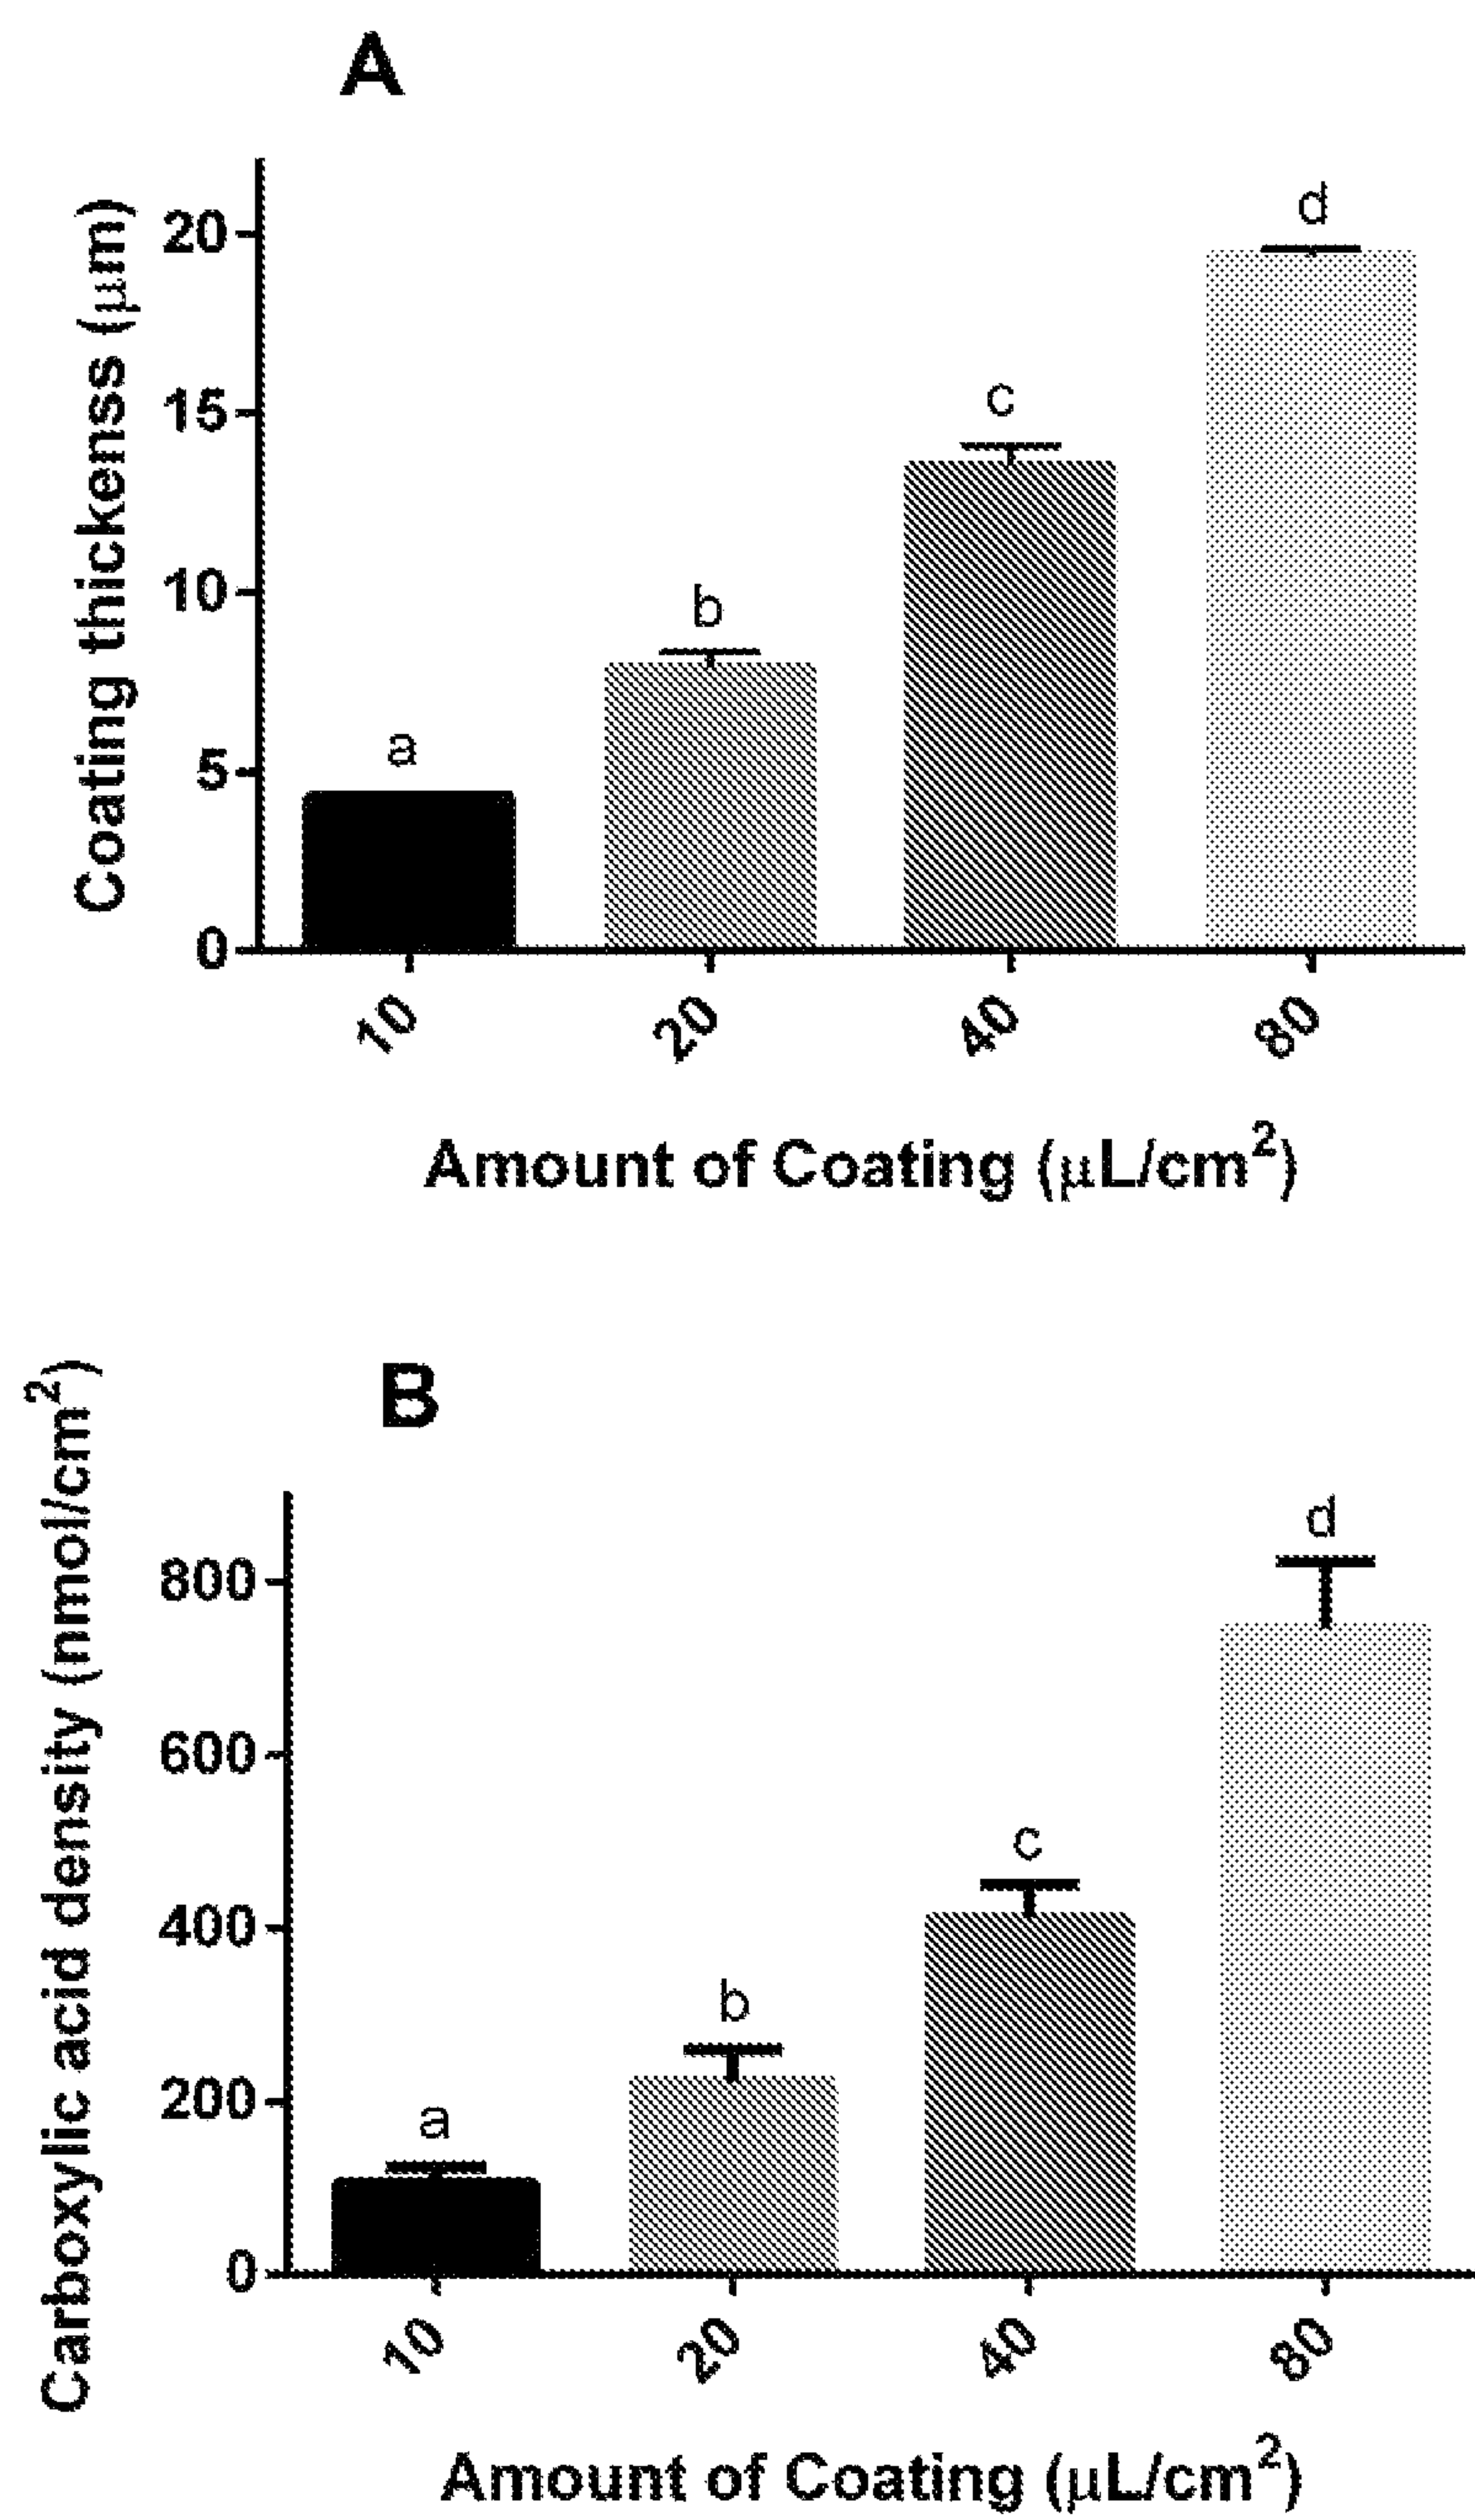 A
Coating thickenss (μm)
20
15
10
5
0
a
b
c
d
10
20
40
80
Amount of Coating (μL/cm²)
B
Carboxylic acid density (nmol/cm²)
800
600
400
200
0
a
b
c
d
10
20
40
80
Amount of Coating (μL/cm²)